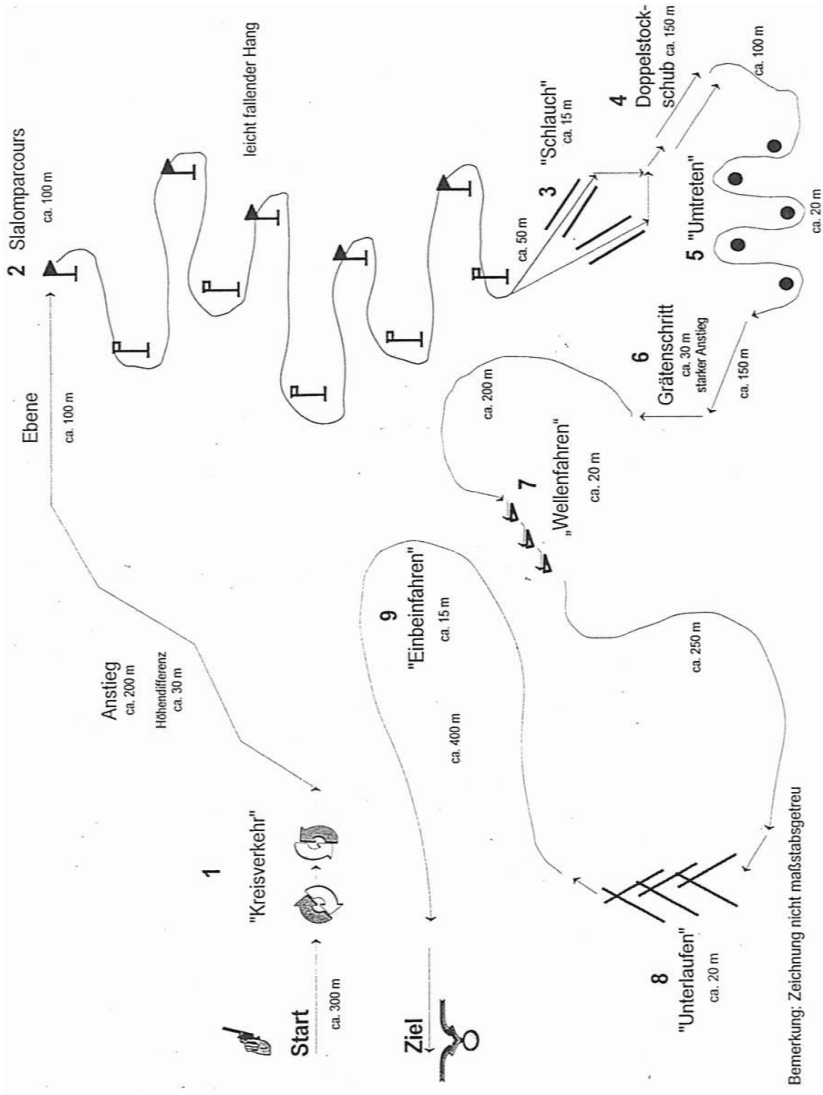 Start
ca. 300 m
1
"Kreisverkehr"
Anstieg
ca. 200 m
Höhendifferenz
ca. 30 m
Ebene
ca. 100 m
2 Slalomparcours
ca. 100 m
leicht fallender Hang
ca. 50 m
3
"Schlauch"
ca. 15 m
4
Doppelstock-
schub ca. 150 m
ca. 100 m
5 "Umtreten"
ca. 20 m
ca. 150 m
6
Grätenschritt
ca. 30 m
starker Anstieg
ca. 200 m
7
„Wellenfahren“
ca. 20 m
ca. 250 m
8
"Unterlaufen"
ca. 20 m
9
"Einbeinfahren"
ca. 15 m
ca. 400 m
Ziel
Bemerkung: Zeichnung nicht maßstabsgetreu